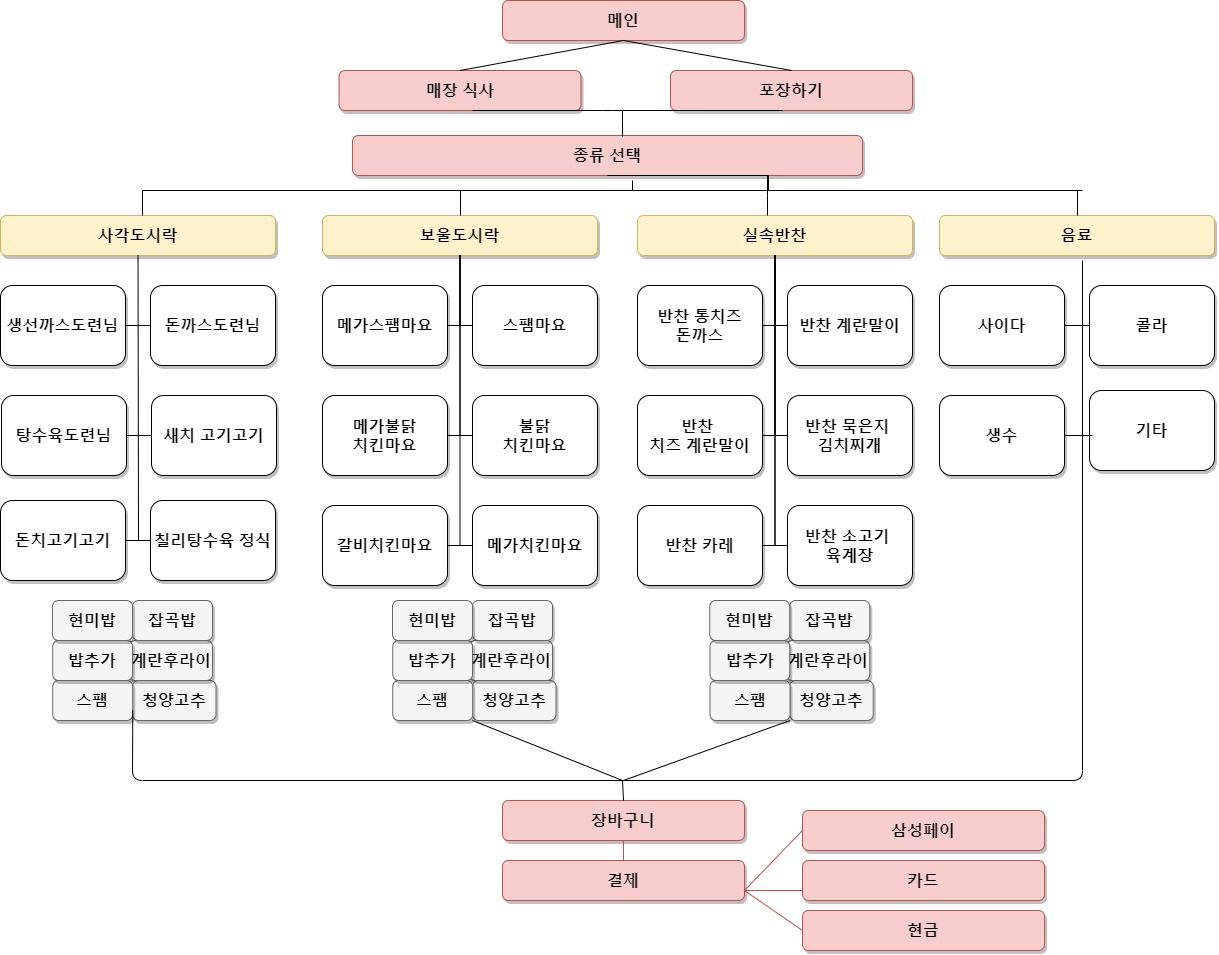 메인
매장 식사
포장하기
종류 선택
사각도시락
보울도시락
실속반찬
음료
생선까스도련님
돈까스도련님
메가스팸마요
스팸마요
반찬 통치즈
돈까스
반찬 계란말이
사이다
콜라
탕수육도련님
새치 고기고기
메가불닭
치킨마요
불닭
치킨마요
반찬
치즈 계란말이
반찬 묵은지
김치찌개
생수
기타
돈치고기고기
칠리탕수육 정식
갈비치킨마요
메가치킨마요
반찬 카레
반찬 소고기
육계장
현미밥
잡곡밥
현미밥
잡곡밥
현미밥
잡곡밥
밥추가
계란후라이
밥추가
계란후라이
밥추가
계란후라이
스팸
청양고추
스팸
청양고추
스팸
청양고추
장바구니
삼성페이
결제
카드
현금